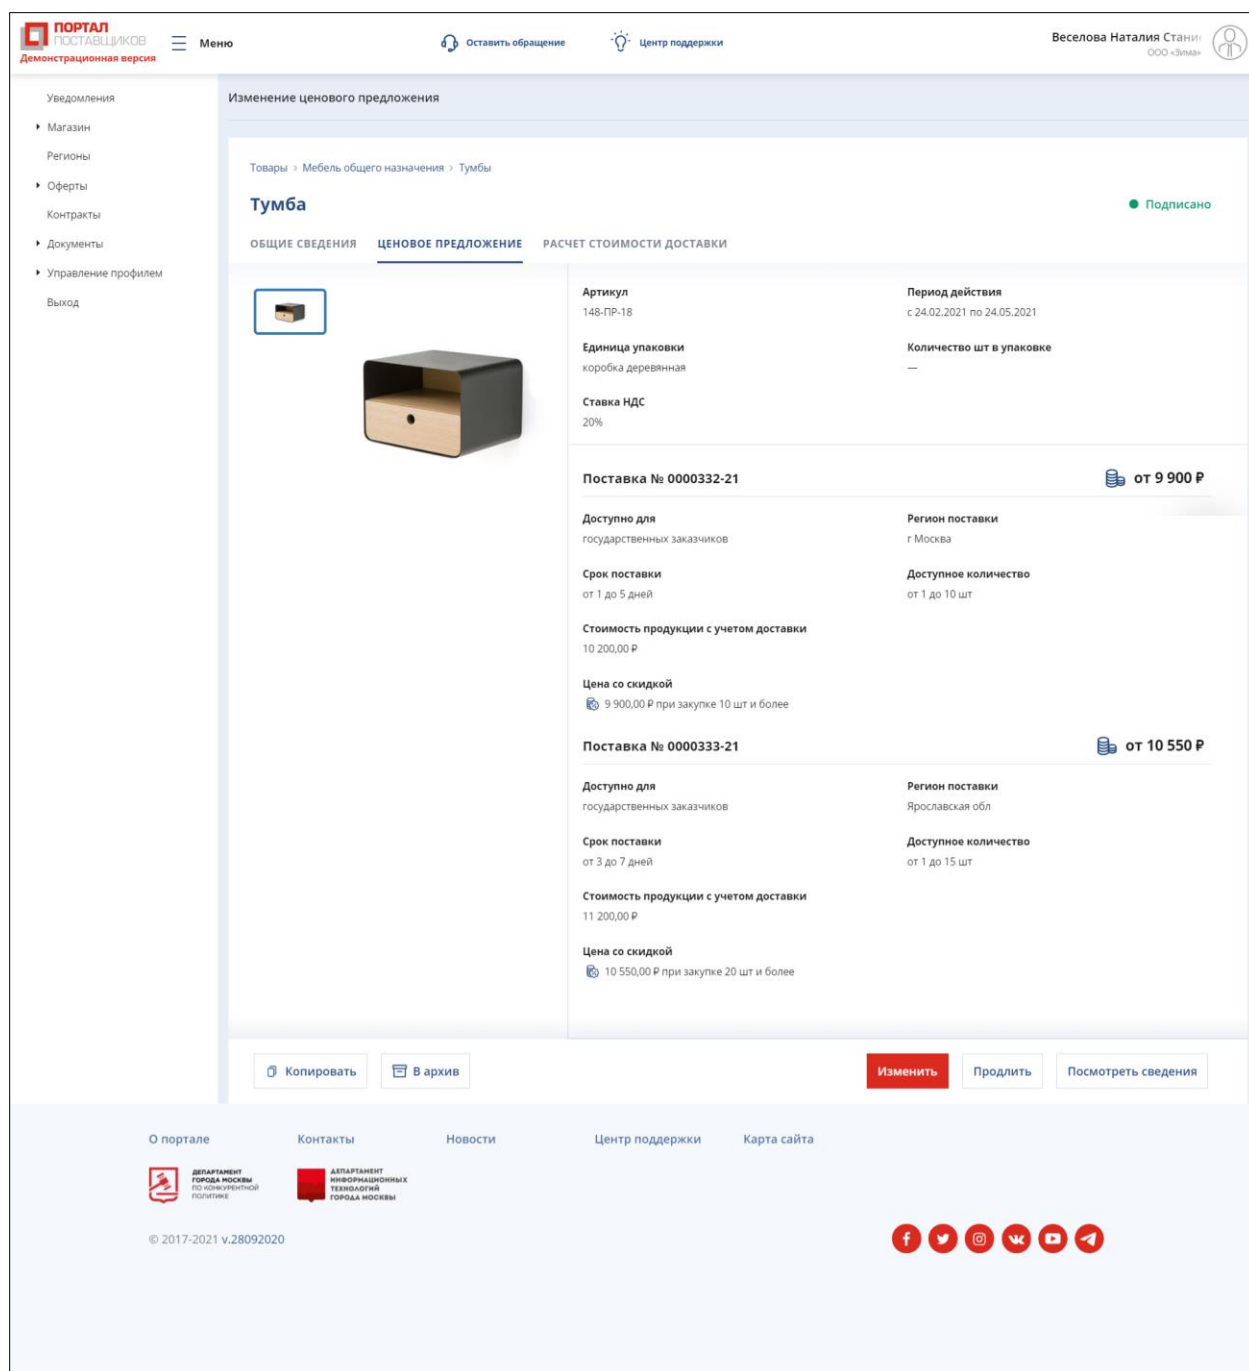 ПОРТАЛ
ПОСТАВЩИКОВ
Демонстрационная версия
Меню
Оставить обращение
Центр поддержки
Веселова Наталия Стани
ООО «Зима»
Уведомления
Магазин
Регионы
Оферты
Контракты
Документы
Управление профилем
Выход
Изменение ценового предложения
Товары › Мебель общего назначения › Тумбы
Тумба
Подписано
ОБЩИЕ СВЕДЕНИЯ ЦЕНОВОЕ ПРЕДЛОЖЕНИЕ РАСЧЕТ СТОИМОСТИ ДОСТАВКИ
Артикул
148-ПР-18
Период действия
с 24.02.2021 по 24.05.2021
Единица упаковки
коробка деревянная
Количество шт в упаковке
—
Ставка НДС
20%
Поставка № 0000332-21
от 9 900 ₽
Доступно для
государственных заказчиков
Регион поставки
г Москва
Срок поставки
от 1 до 5 дней
Доступное количество
от 1 до 10 шт
Стоимость продукции с учетом доставки
10 200,00 ₽
Цена со скидкой
9 900,00 ₽ при закупке 10 шт и более
Поставка № 0000333-21
от 10 550 ₽
Доступно для
государственных заказчиков
Регион поставки
Ярославская обл
Срок поставки
от 3 до 7 дней
Доступное количество
от 1 до 15 шт
Стоимость продукции с учетом доставки
11 200,00 ₽
Цена со скидкой
10 550,00 ₽ при закупке 20 шт и более
Копировать
В архив
Изменить
Продлить
Посмотреть сведения
О портале
Контакты
Новости
Центр поддержки
Карта сайта
ДЕПАРТАМЕНТ
ГОРОДА МОСКВЫ
ПО КОНКУРЕНТНОЙ
ПОЛИТИКЕ
ДЕПАРТАМЕНТ
ИНФОРМАЦИОННЫХ
ТЕХНОЛОГИЙ
ГОРОДА МОСКВЫ
© 2017-2021 v.28092020